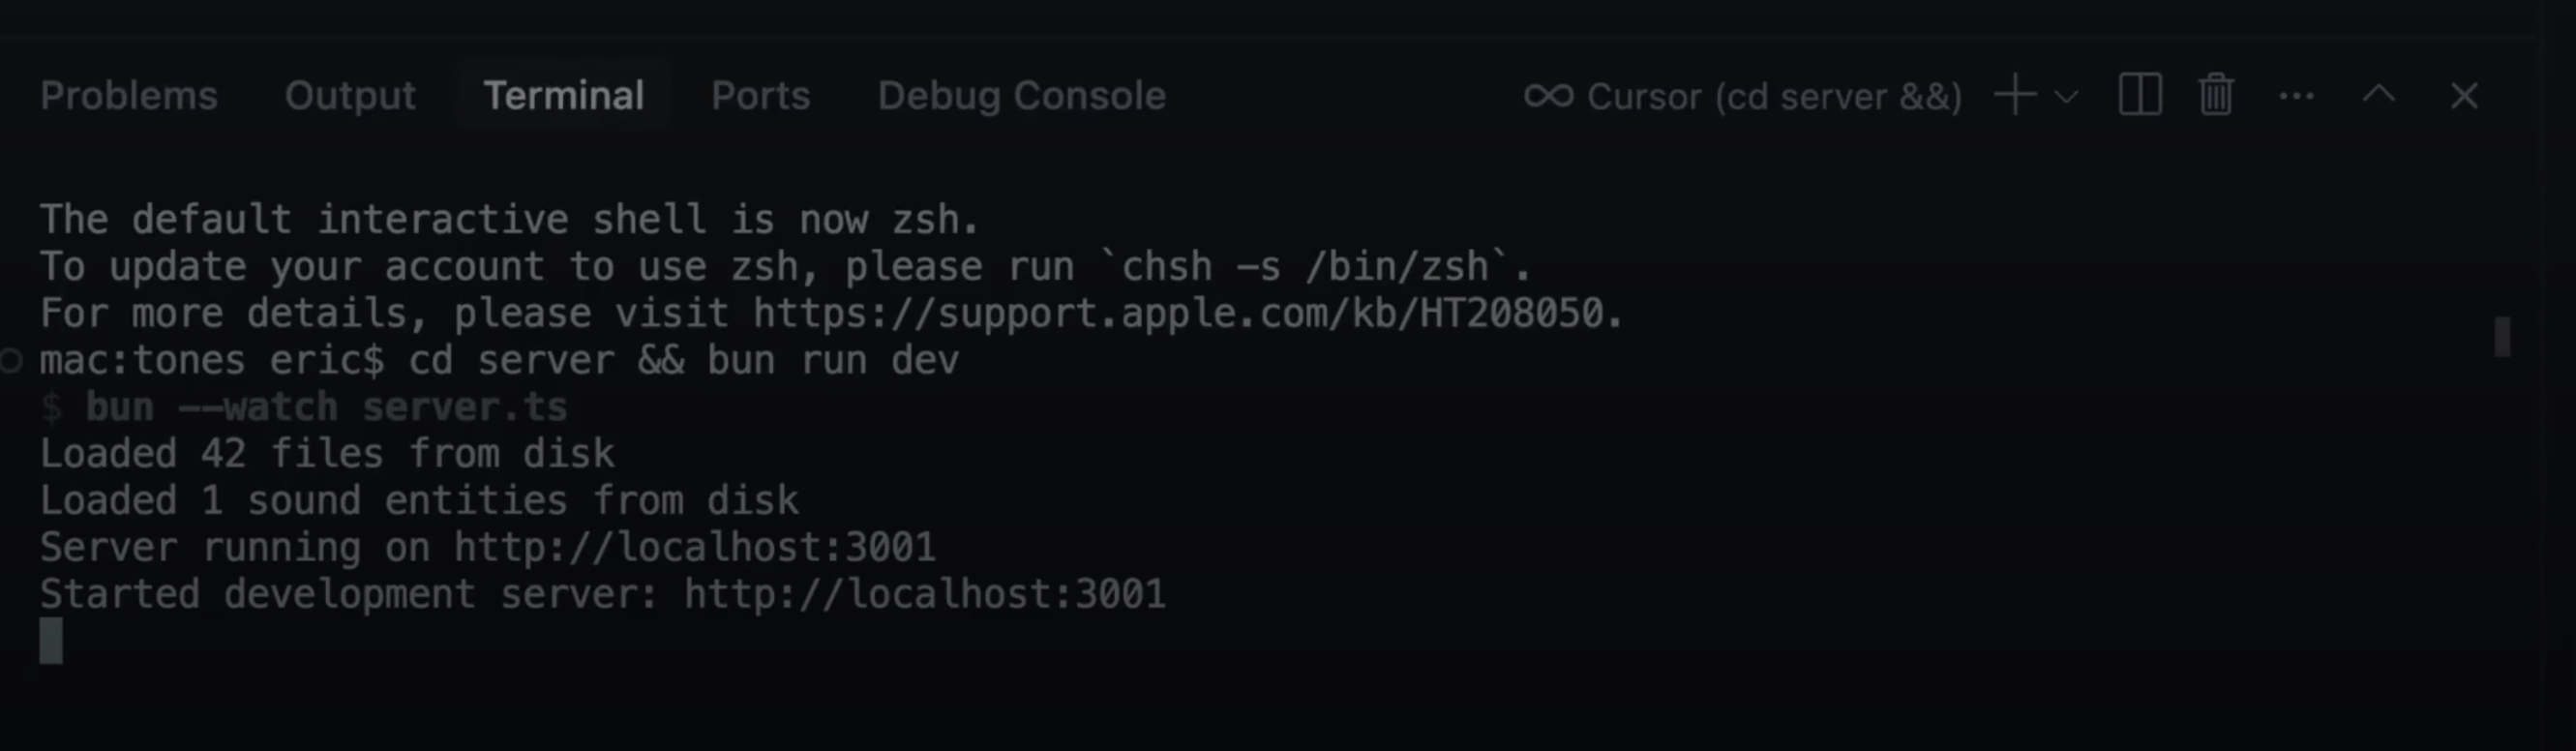 Problems Output Terminal Ports Debug Console Cursor (cd server &&)
The default interactive shell is now zsh.
To update your account to use zsh, please run `chsh -s /bin/zsh`.
For more details, please visit https://support.apple.com/kb/HT208050.
mac:tones eric$ cd server && bun run dev
$ bun --watch server.ts
Loaded 42 files from disk
Loaded 1 sound entities from disk
Server running on http://localhost:3001
Started development server: http://localhost:3001